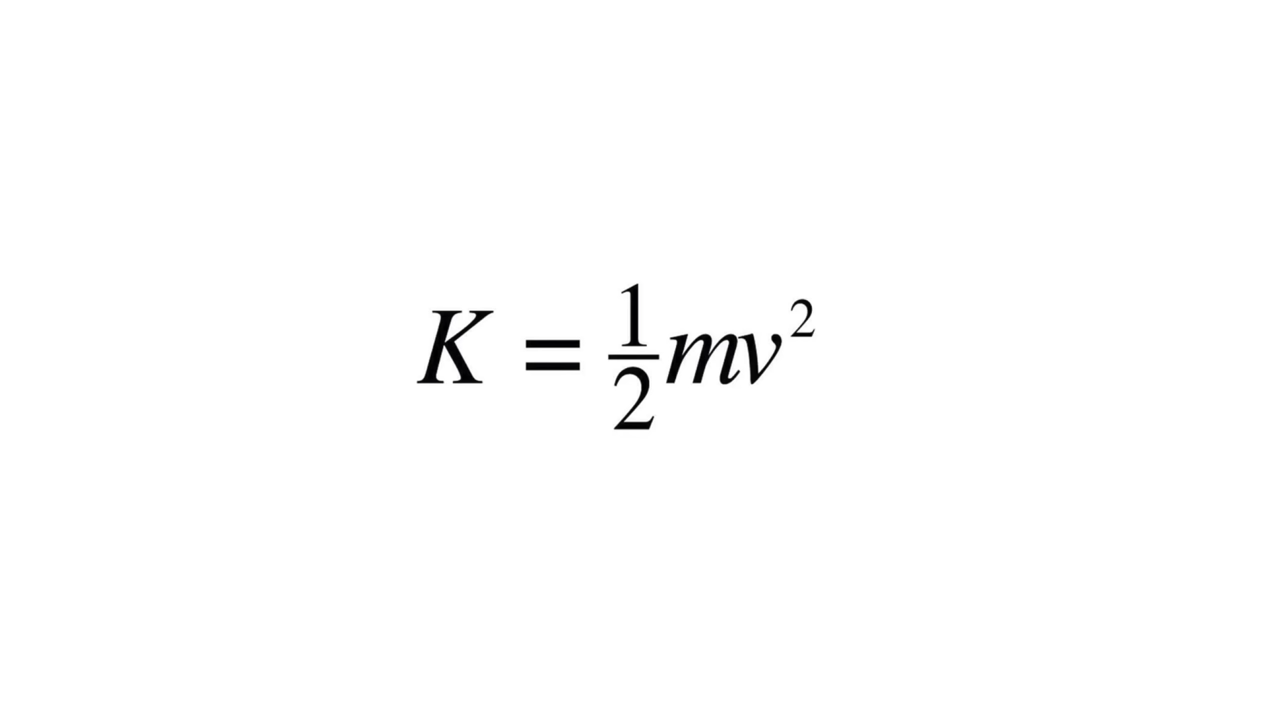 K = ½mv²